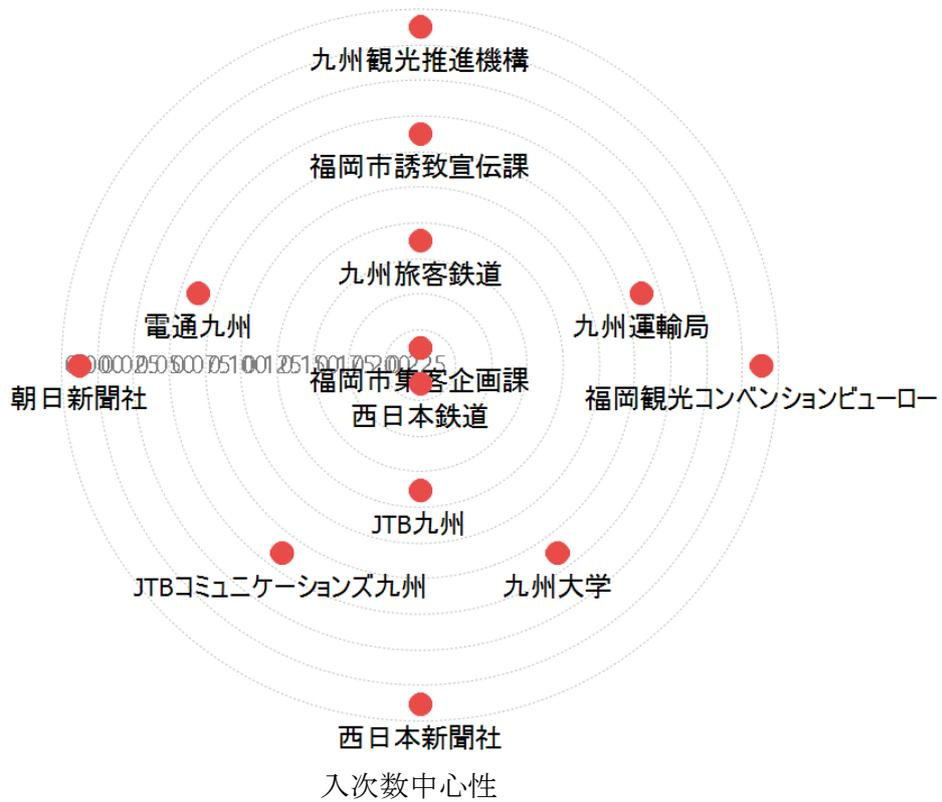 九州観光推進機構
福岡市誘致宣伝課
九州旅客鉄道
電通九州
九州運輸局
福岡市集客企画課
朝日新聞社
福岡観光コンベンションビューロー
西日本鉄道
JTB九州
JTBコミュニケーションズ九州
九州大学
西日本新聞社
入次数中心性